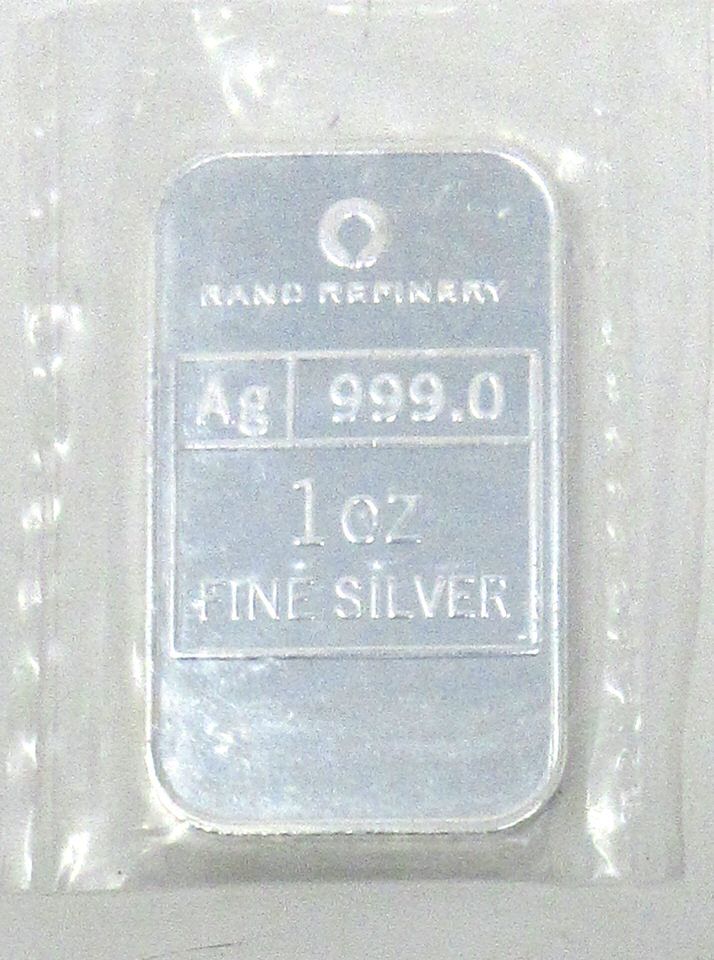 RAND REFINERY
Ag 999.0
1 oz
FINE SILVER